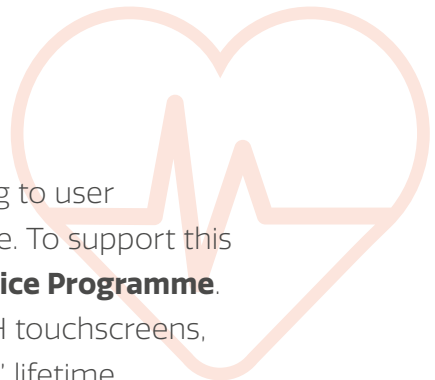 g to user
e. To support this
ice Programme.
H touchscreens,
' lifetime